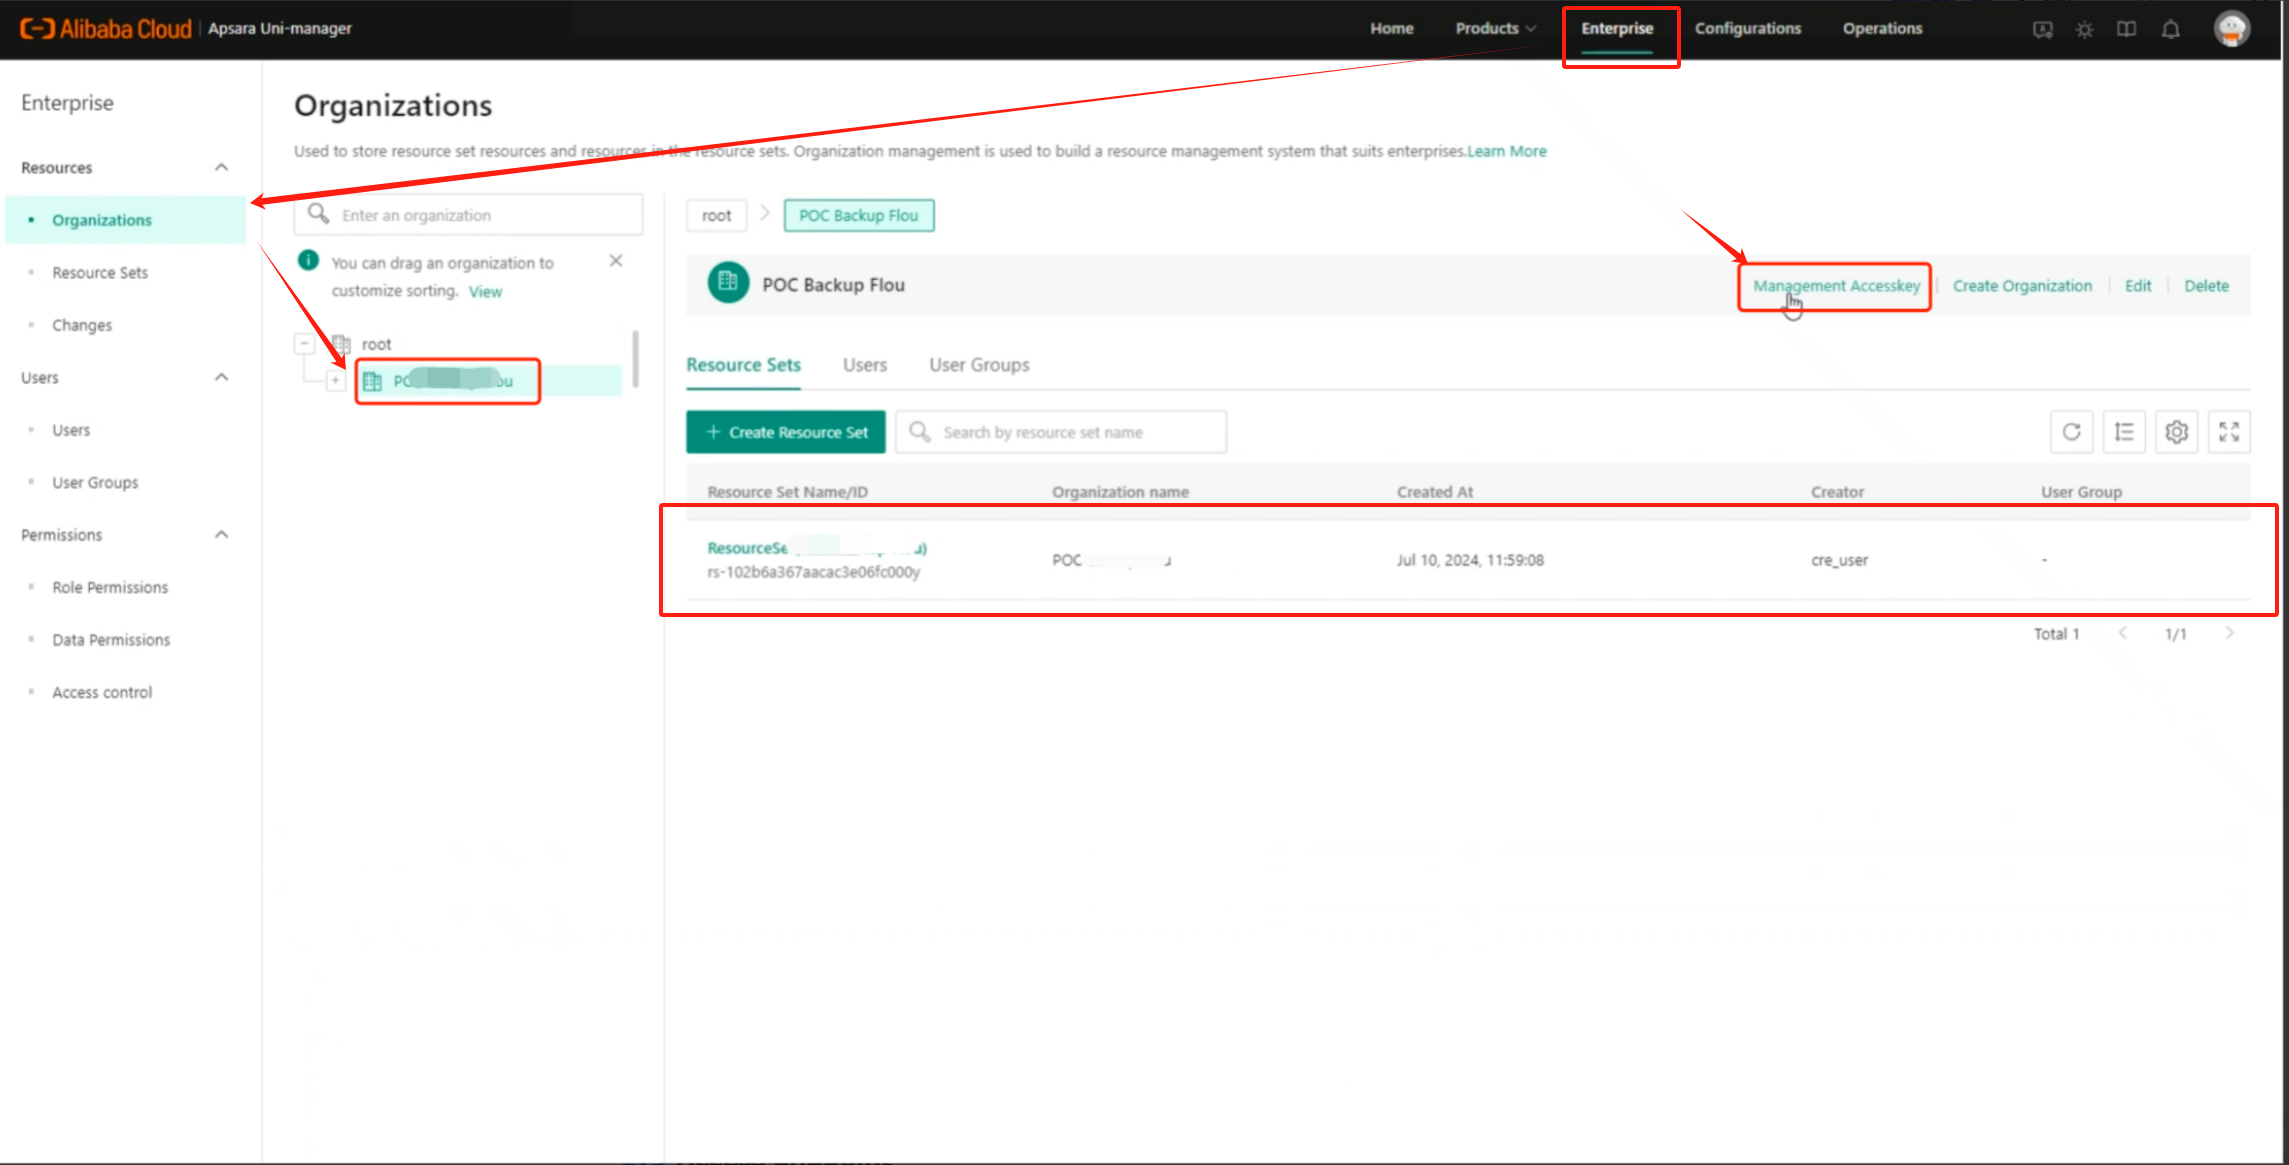 Alibaba Cloud | Apsara Uni-manager
Home
Products
Enterprise
Configurations
Operations
Enterprise
Resources
Organizations
Resource Sets
Changes
Users
Users
User Groups
Permissions
Role Permissions
Data Permissions
Access control
Organizations
Used to store resource set resources and resources in the resource sets. Organization management is used to build a resource management system that suits enterprises.Learn More
Enter an organization
You can drag an organization to
customize sorting. View
root
root
POC Backup Flou
POC Backup Flou
Management Accesskey
Create Organization
Edit
Delete
Resource Sets
Users
User Groups
+ Create Resource Set
Search by resource set name
Resource Set Name/ID
Organization name
Created At
Creator
User Group
rs-102b6a367aacac3e06fc000y
POC
Jul 10, 2024, 11:59:08
cre_user
-
Total 1
1/1